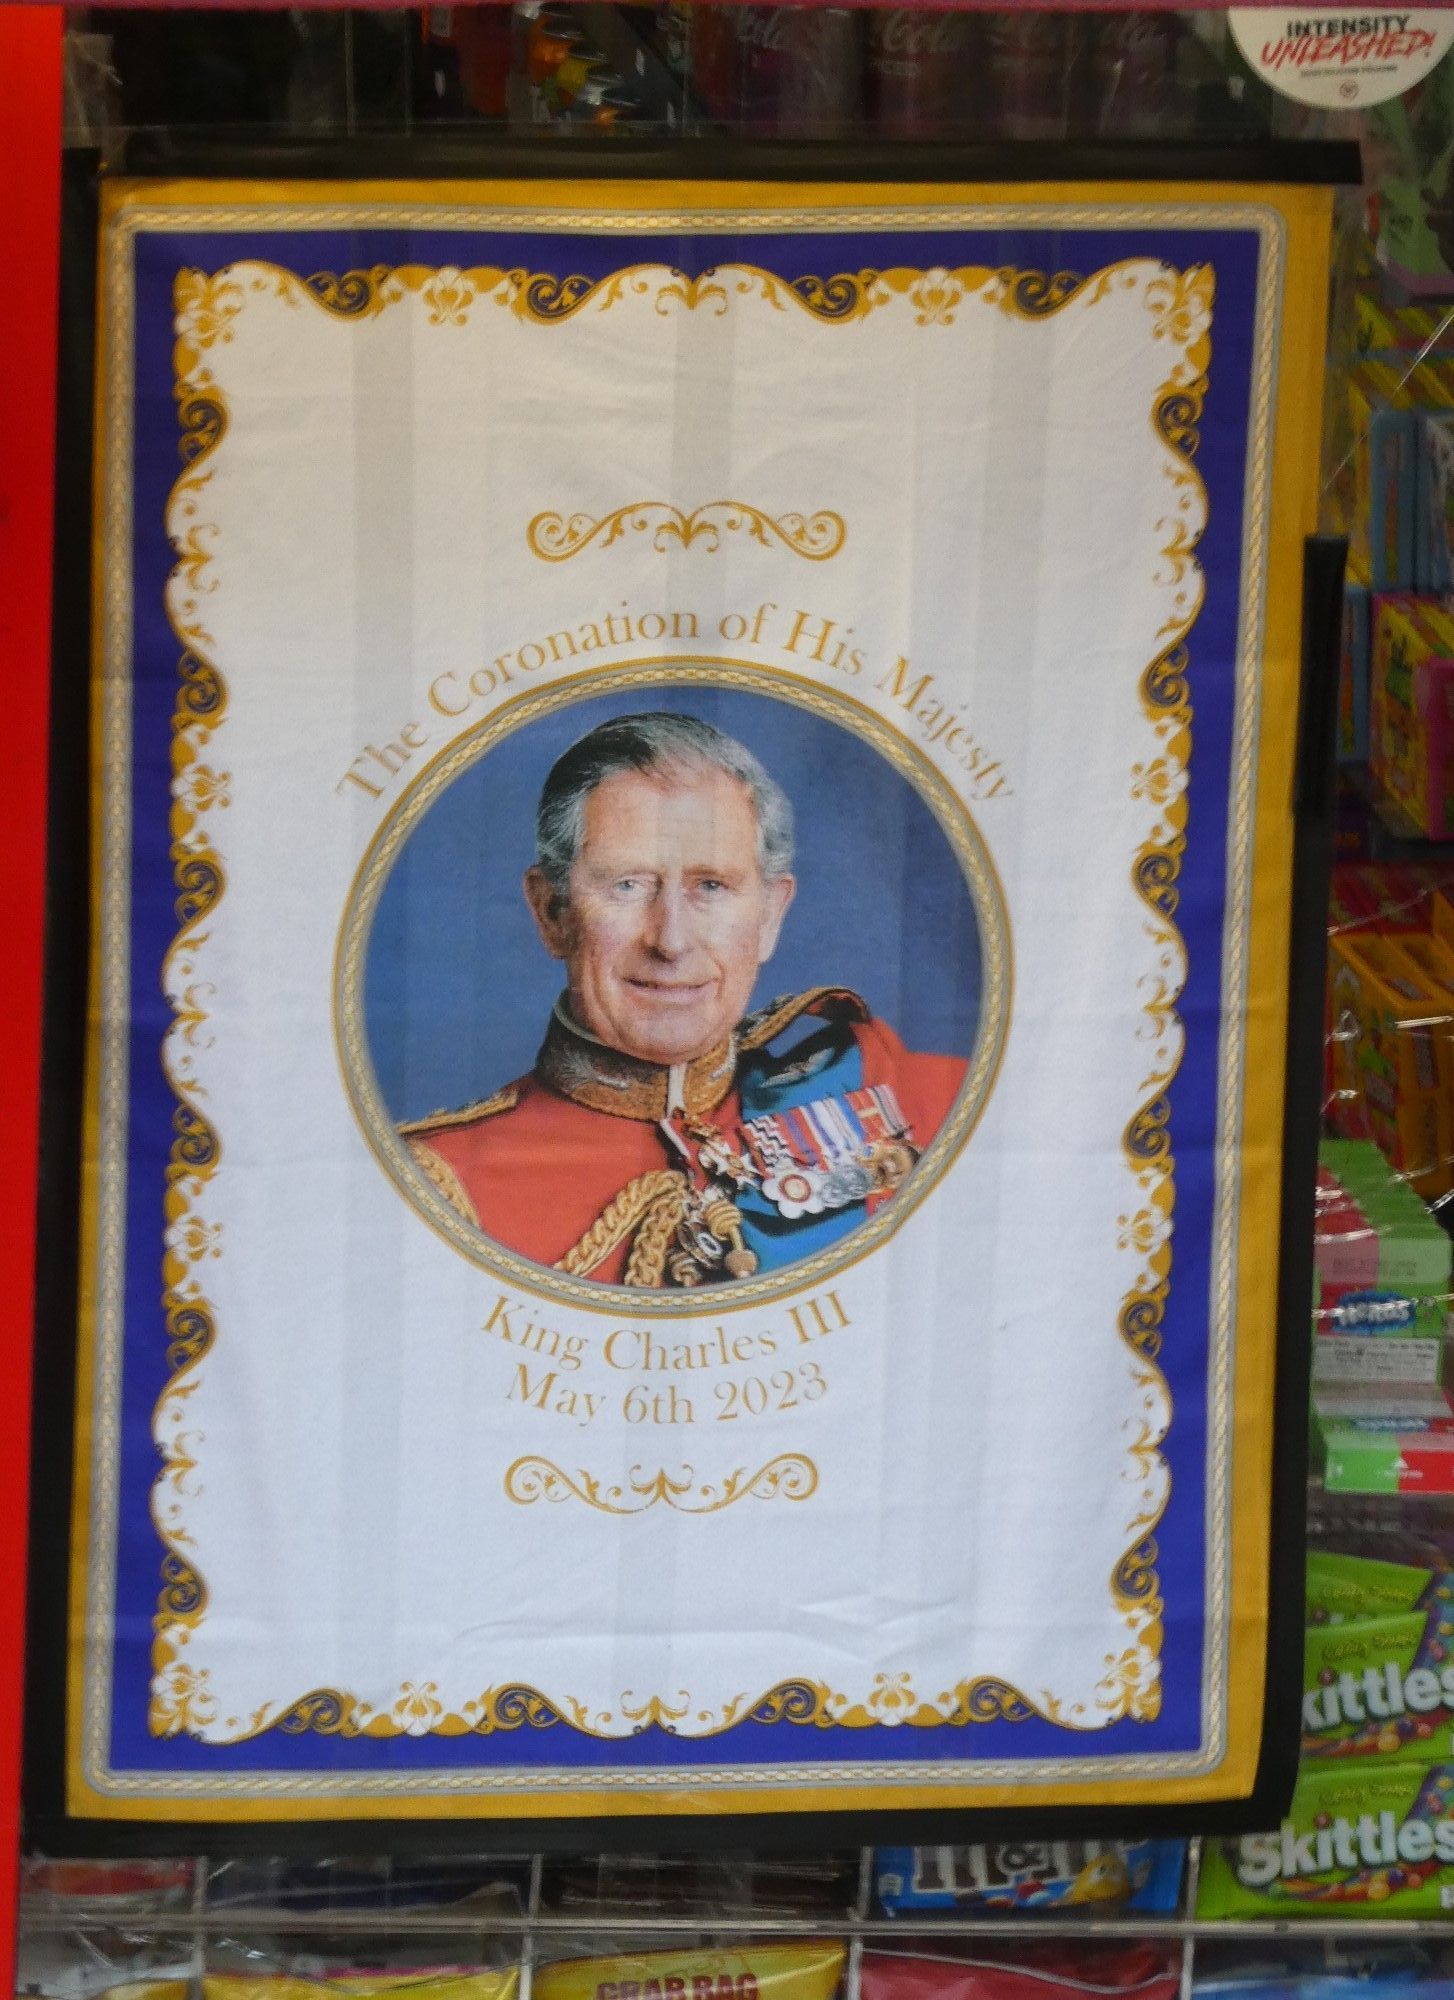 INTENSITY
UNLEASHED!
The Coronation of His Majesty
King Charles III
May 6th 2023
Skittles
Skittles
m&m
GRAB BAG